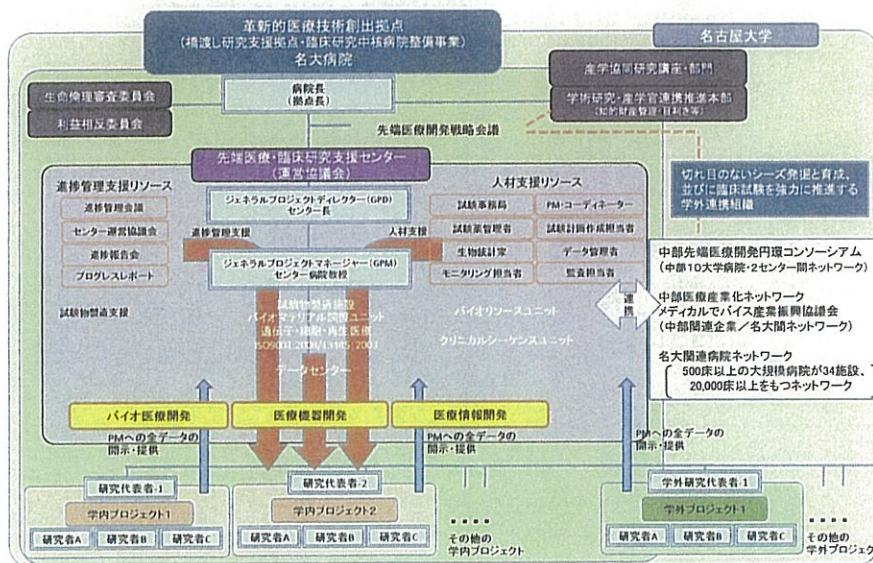 革新的医療技術創出拠点
(橋渡し研究支援拠点・臨床研究中核病院整備事業)
名大病院
名古屋大学
産学協同研究講座・部門
学術研究・産学官連携推進本部
(知的財産管理・目利き等)
生命倫理審査委員会
利益相反委員会
病院長
(拠点長)
先端医療開発戦略会議
先端医療・臨床研究支援センター
(運営協議会)
切れ目のないシーズ発掘と育成、
並びに臨床試験を強力に推進する
学外連携組織
進捗管理支援リソース
進捗管理会議
センター運営協議会
進捗報告会
プログレスレポート
試験物製造支援
ジェネラルプロジェクトディレクター(GPD)
センター長
進捗管理支援
人材支援
ジェネラルプロジェクトマネージャー(GPM)
センター病院教授
人材支援リソース
試験事務局
PM・コーディネーター
試験薬管理者
試験計画作成担当者
生物統計家
データ管理者
モニタリング担当者
監査担当者
試験物製造施設
バイオマテリアル調製ユニット
遺伝子・細胞・再生医療
データセンター
バイオリソースユニット
クリニカルシーケンスユニット
連携
中部先端医療開発円環コンソーシアム
(中部10大学病院・2センター間ネットワーク)
中部医療産業化ネットワーク
メディカルでバイス産業振興協議会
(中部関連企業/名大間ネットワーク)
名大関連病院ネットワーク
500床以上の大規模病院が34施設、
20,000床以上をもつネットワーク
バイオ医療開発
医療機器開発
医療情報開発
PMへの全データの
開示・提供
PMへの全データの
開示・提供
PMへの全データの
開示・提供
研究代表者-1
学内プロジェクト1
研究者A 研究者B 研究者C
研究代表者-2
学内プロジェクト2
研究者A 研究者B 研究者C
その他の
学内プロジェクト
学外研究代表者-1
学外プロジェクト1
研究者A 研究者B 研究者C
その他の
学外プロジェクト